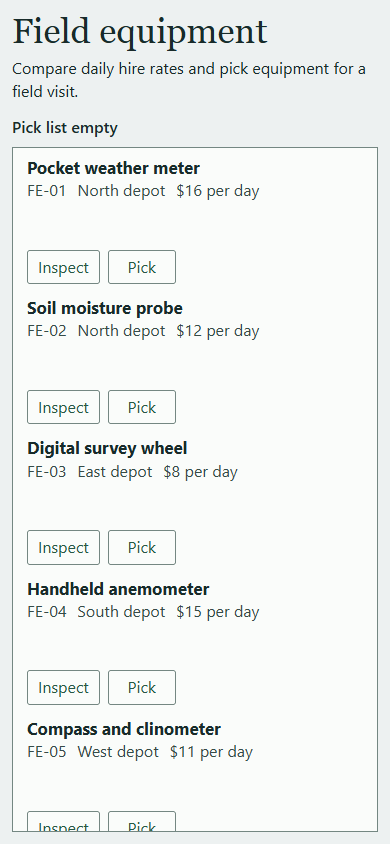 Field equipment
Compare daily hire rates and pick equipment for a
field visit.
Pick list empty
Pocket weather meter
FE-01 North depot $16 per day
Inspect Pick
Soil moisture probe
FE-02 North depot $12 per day
Inspect Pick
Digital survey wheel
FE-03 East depot $8 per day
Inspect Pick
Handheld anemometer
FE-04 South depot $15 per day
Inspect Pick
Compass and clinometer
FE-05 West depot $11 per day
Inspect Pick